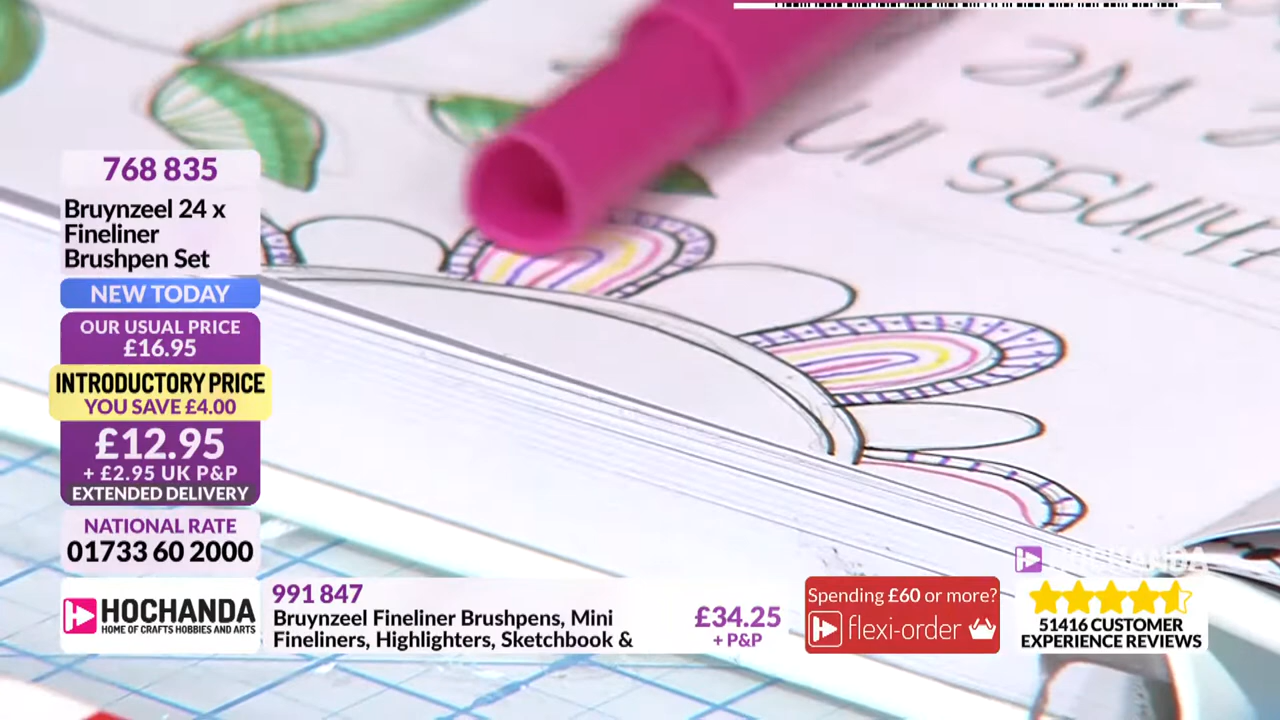 768 835
Bruynzeel 24 x
Fineliner
Brushpen Set
NEW TODAY
OUR USUAL PRICE
£16.95
INTRODUCTORY PRICE
YOU SAVE £4.00
£12.95
+ £2.95 UK P&P
EXTENDED DELIVERY
NATIONAL RATE
01733 60 2000
IN
HOCHANDA
HOCHANDA
HOME OF CRAFTS HOBBIES AND ARTS
991 847
Bruynzeel Fineliner Brushpens, Mini
Fineliners, Highlighters, Sketchbook &
£34.25
+ P&P
Spending £60 or more?
flexi-order
51416 CUSTOMER
EXPERIENCE REVIEWS